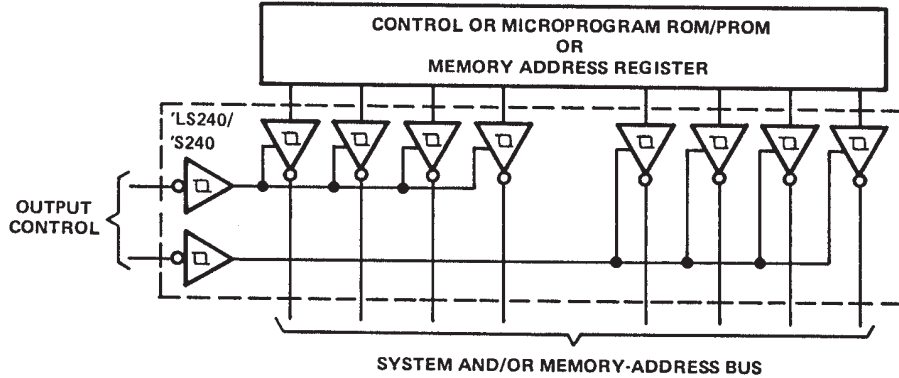 CONTROL OR MICROPROGRAM ROM/PROM
OR
MEMORY ADDRESS REGISTER
'LS240/
'S240
OUTPUT
CONTROL
SYSTEM AND/OR MEMORY-ADDRESS BUS